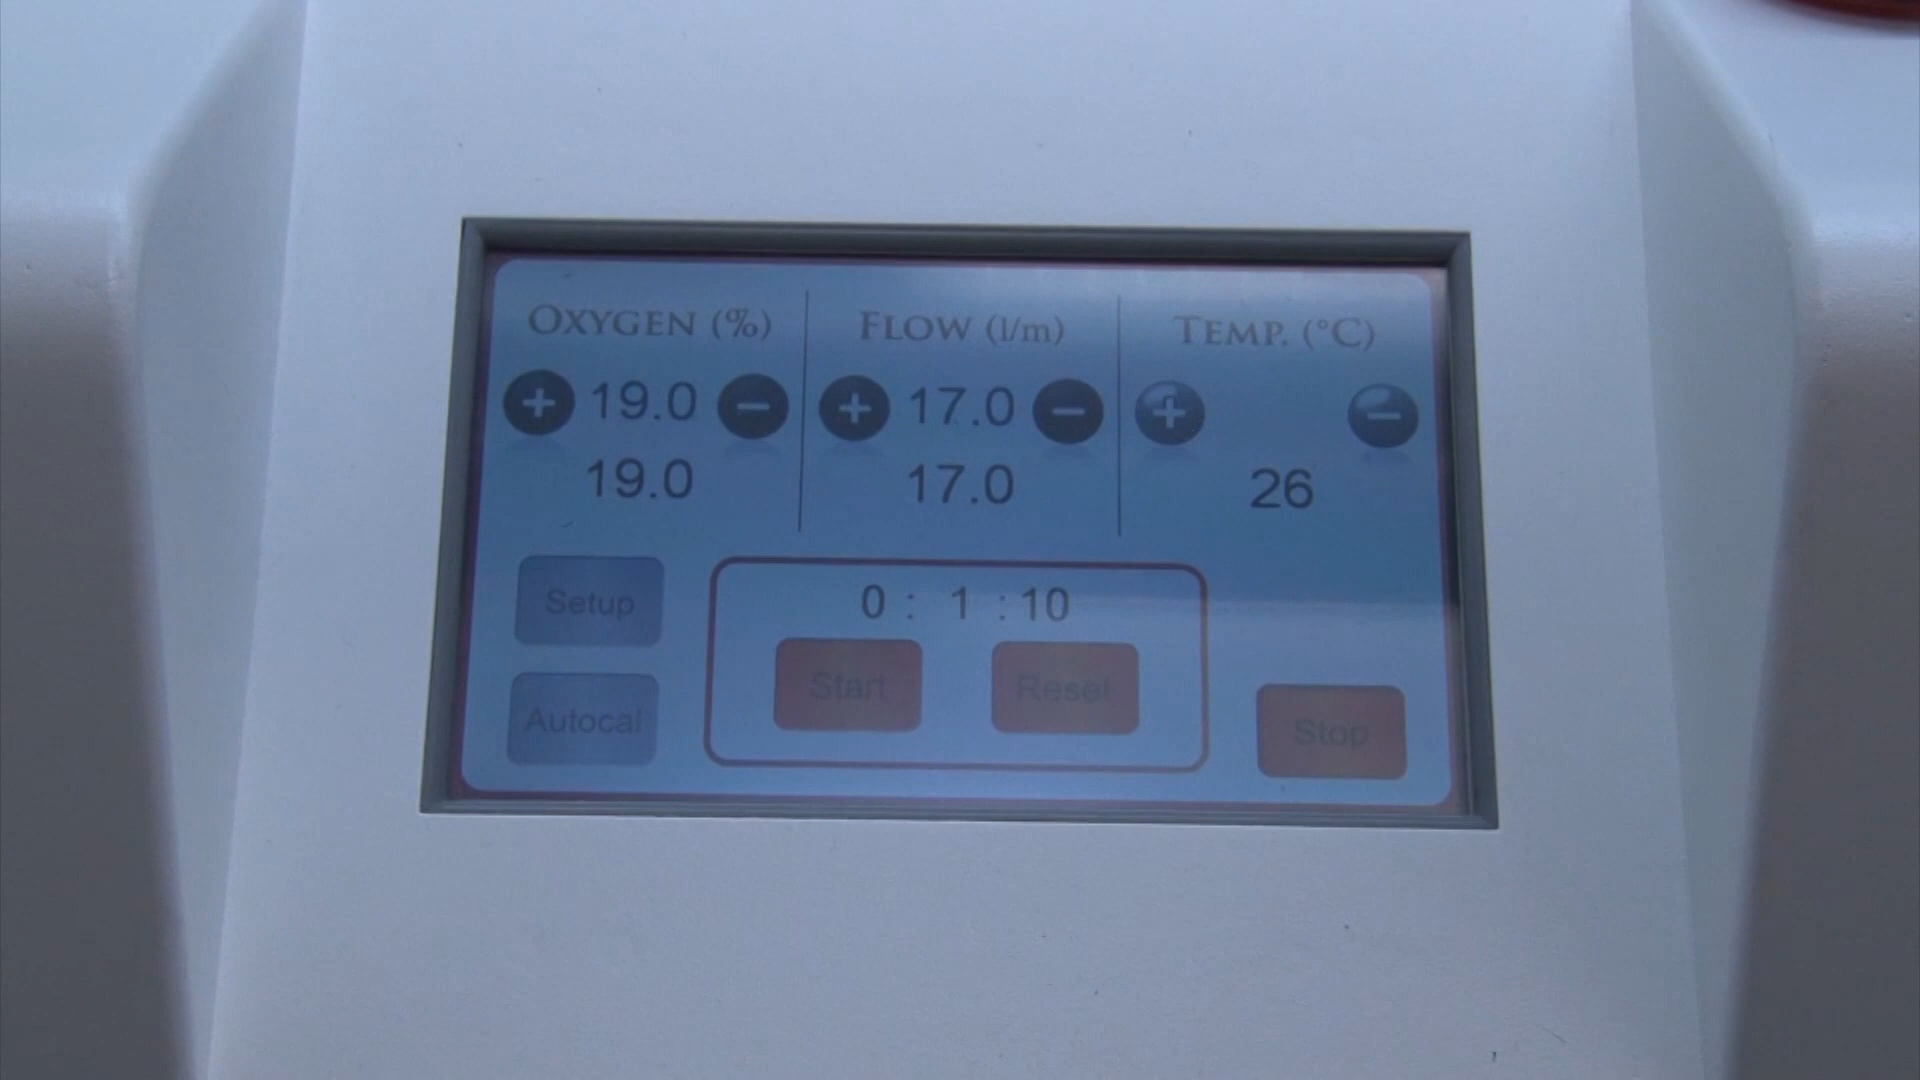 OXYGEN (%) FLOW (l/m) TEMP. (°C)
+ 19.0 − + 17.0 − + −
19.0 17.0 26
Setup 0 : 1 : 10
Start Reset
Autocal Stop